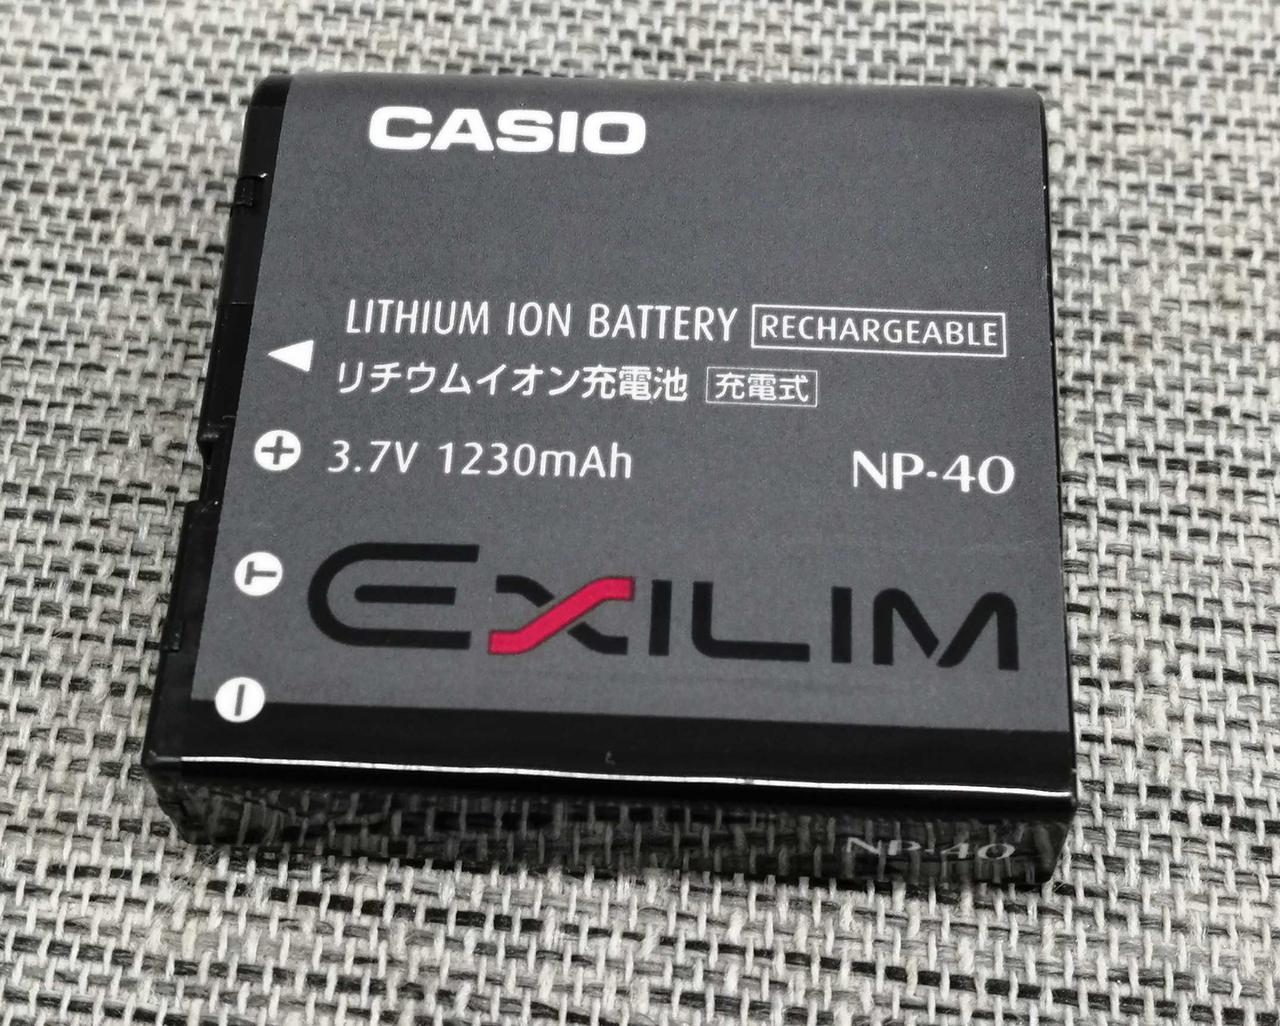 CASIO
LITHIUM ION BATTERY RECHARGEABLE
リチウムイオン充電池 充電式
+ 3.7V 1230mAh NP-40
T
EXILIM
−
NP-40